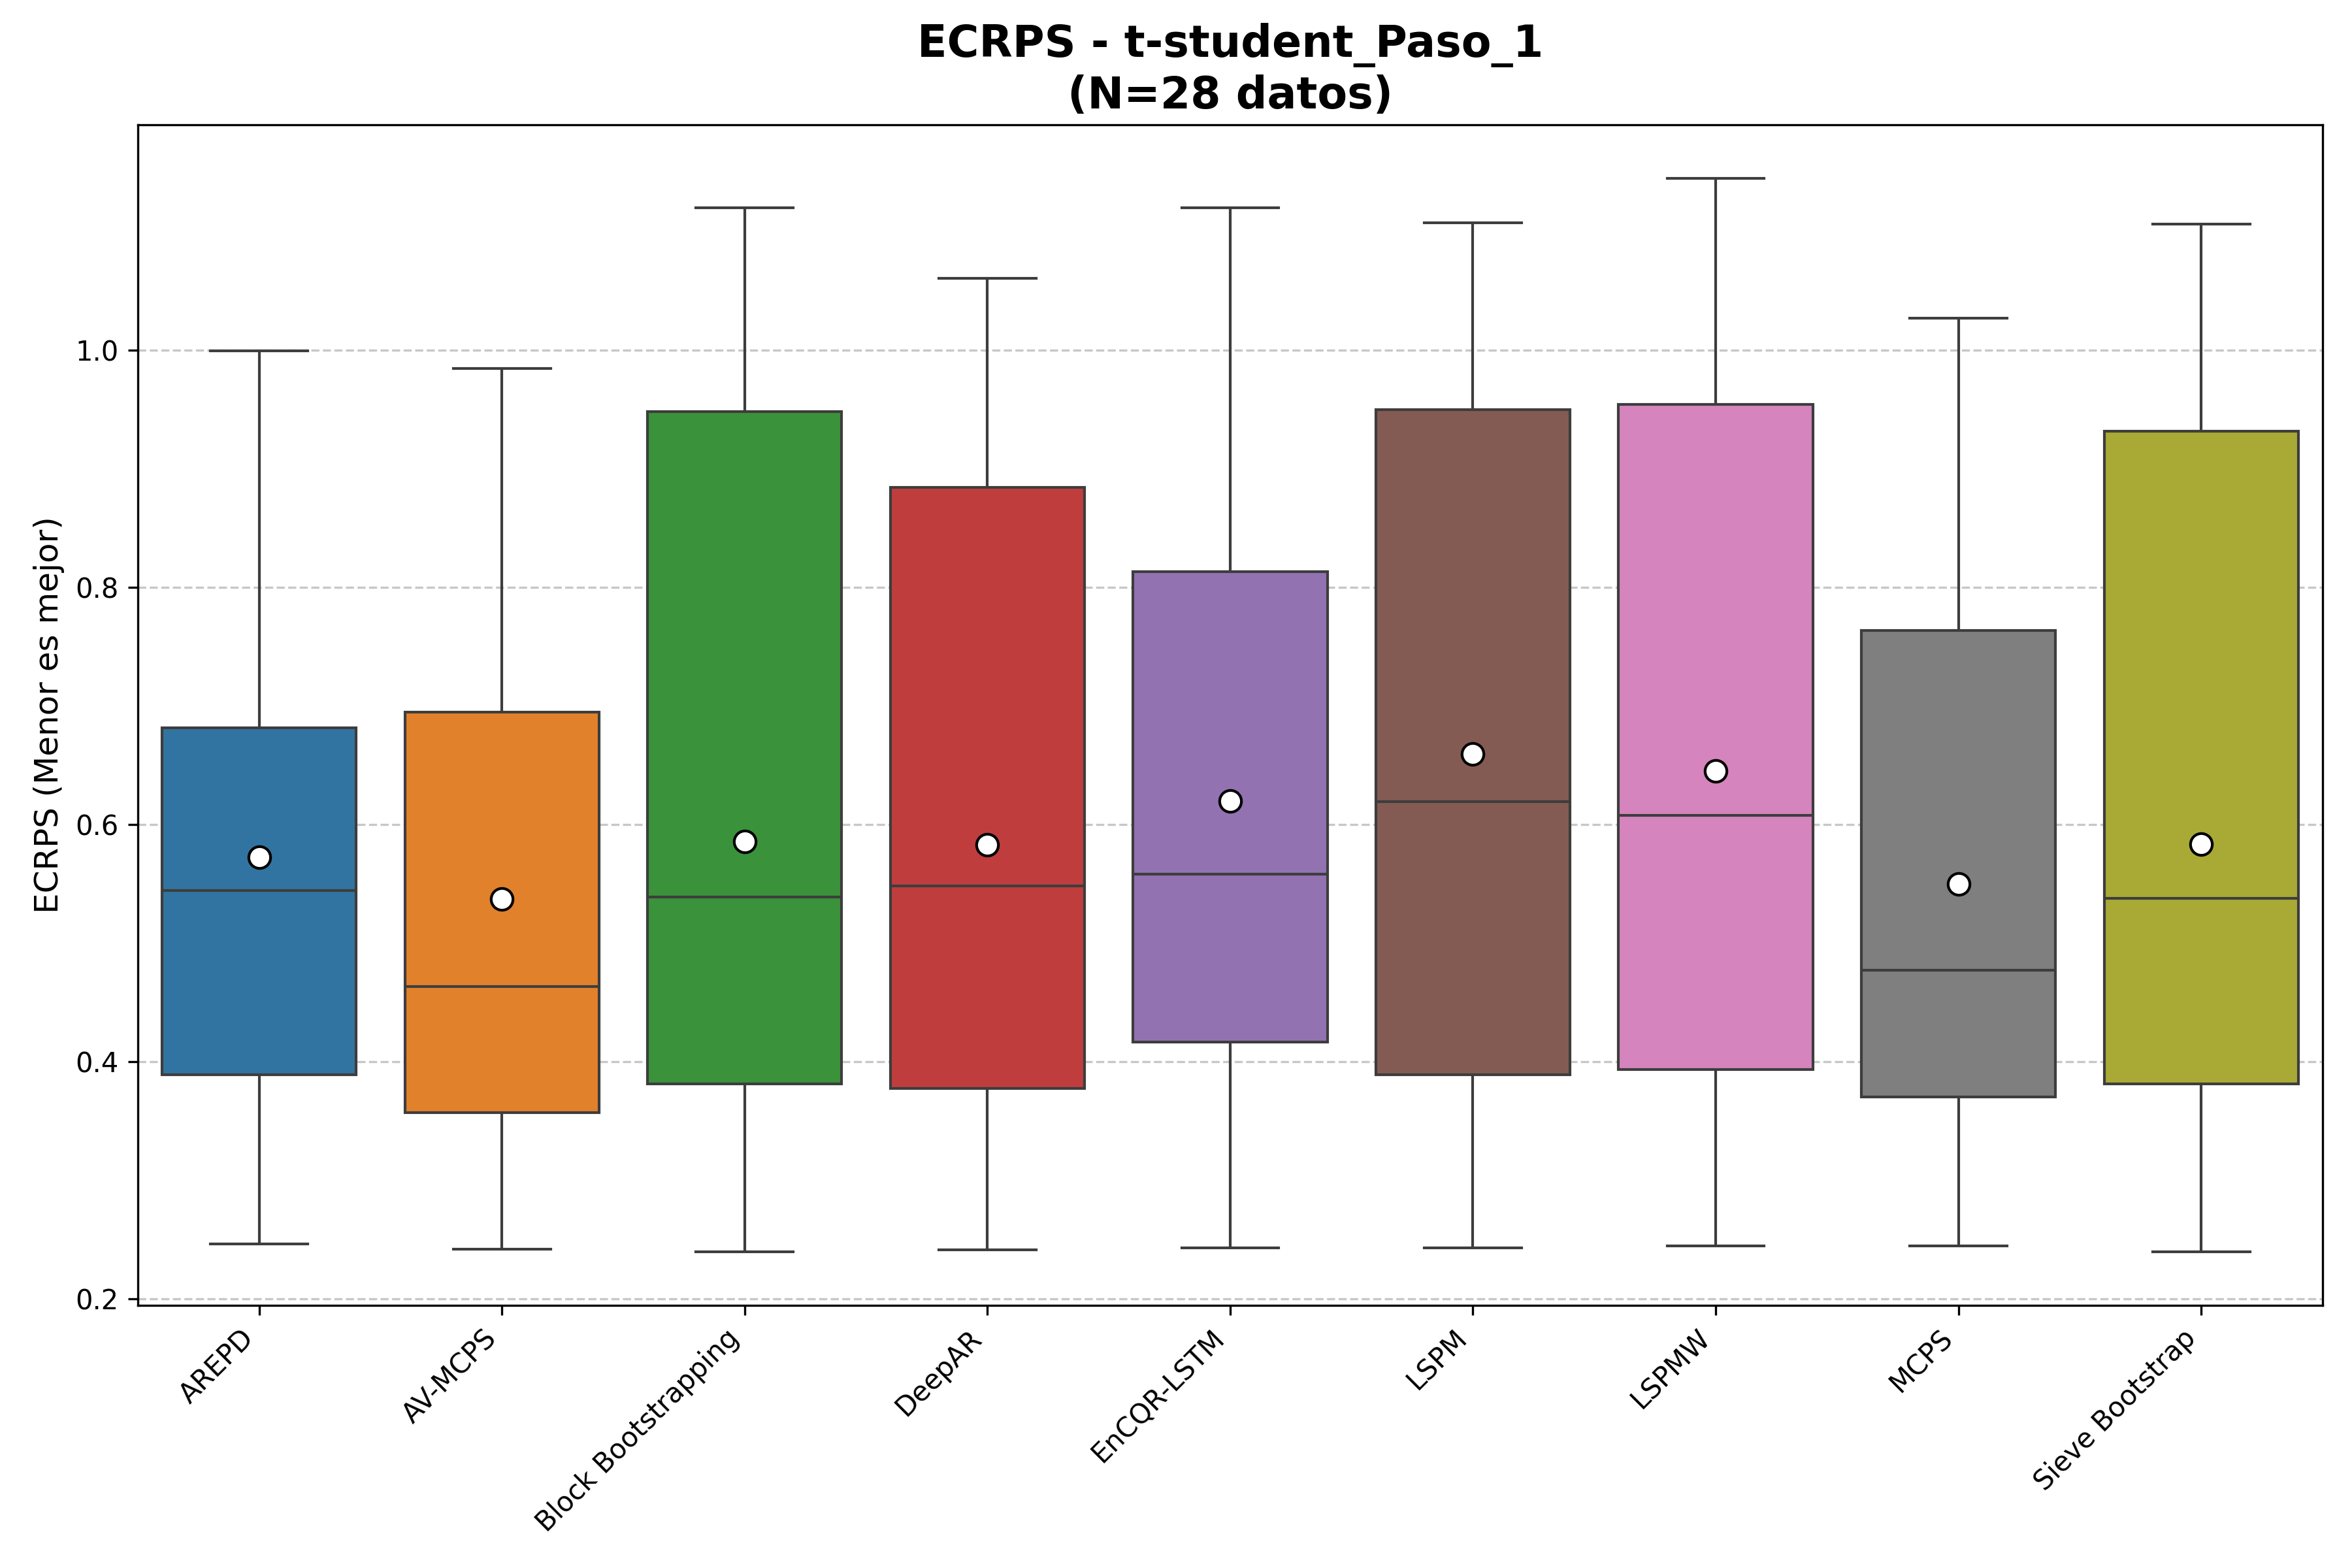 ECRPS - t-student_Paso_1
(N=28 datos)
ECRPS (Menor es mejor)
1.0
0.8
0.6
0.4
0.2
AREPD
AV-MCPS
Block Bootstrapping
DeepAR
EnCQR-LSTM
LSPM
LSPMW
MCPS
Sieve Bootstrap